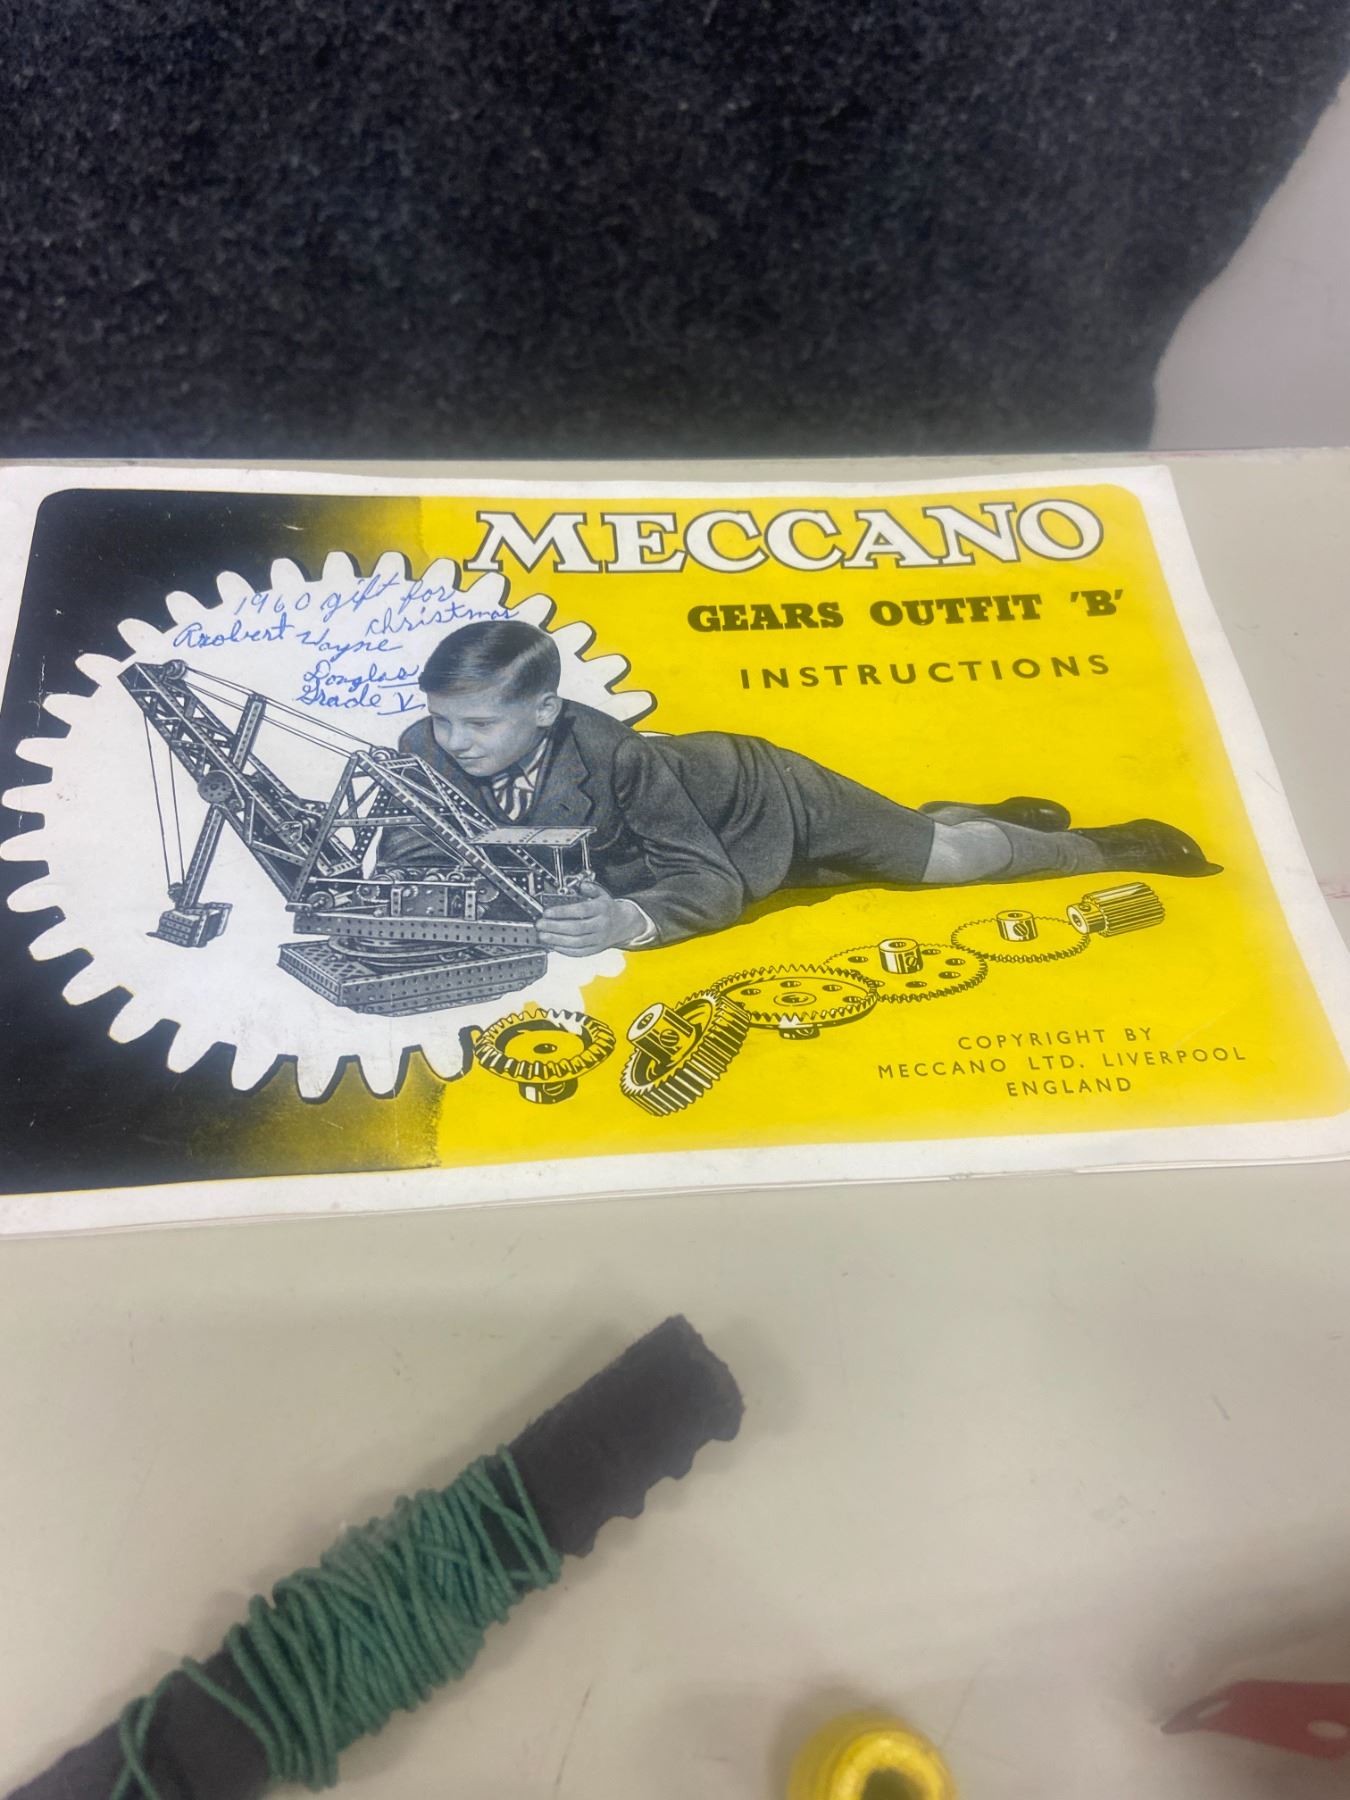 MECCANO
GEARS OUTFIT 'B'
INSTRUCTIONS
1960 gift for
christmas
Robert Wayne
Douglas
Grade V
COPYRIGHT BY
MECCANO LTD. LIVERPOOL
ENGLAND